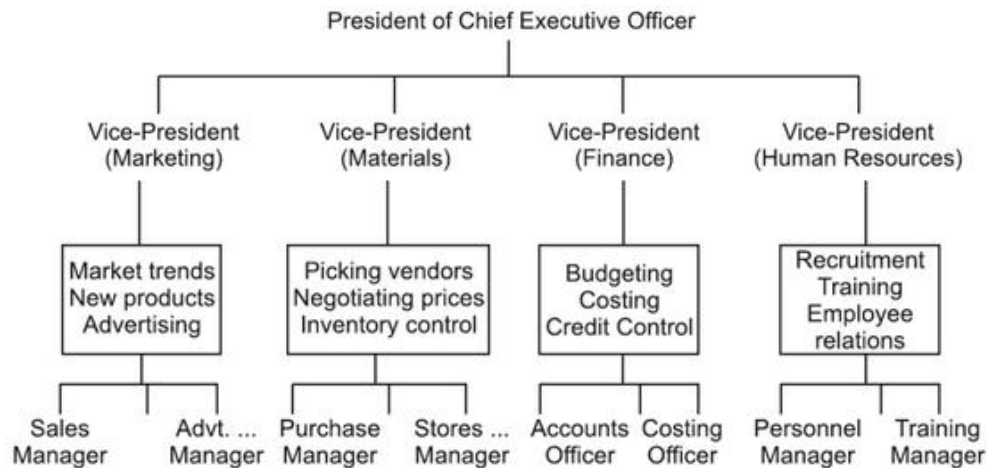 President of Chief Executive Officer
Vice-President
(Marketing)
Vice-President
(Materials)
Vice-President
(Finance)
Vice-President
(Human Resources)
Market trends
New products
Advertising
Picking vendors
Negotiating prices
Inventory control
Budgeting
Costing
Credit Control
Recruitment
Training
Employee
relations
Sales
Manager
Advt. ...
Manager
Purchase
Manager
Stores ...
Manager
Accounts
Officer
Costing
Officer
Personnel
Manager
Training
Manager